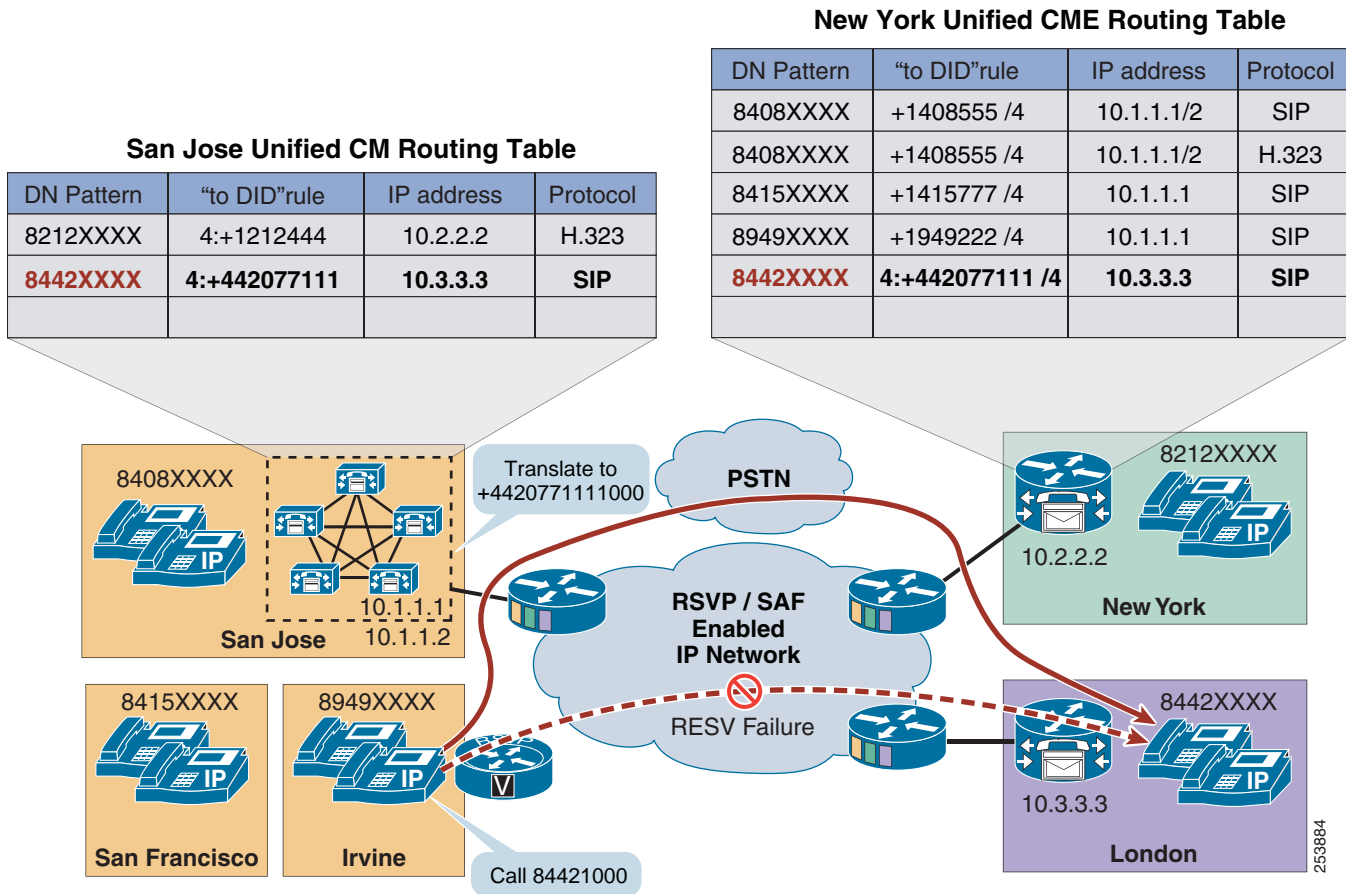 New York Unified CME Routing Table
DN Pattern “to DID”rule IP address Protocol
8408XXXX +1408555 /4 10.1.1.1/2 SIP
8408XXXX +1408555 /4 10.1.1.1/2 H.323
8415XXXX +1415777 /4 10.1.1.1 SIP
8949XXXX +1949222 /4 10.1.1.1 SIP
8442XXXX 4:+442077111 /4 10.3.3.3 SIP
San Jose Unified CM Routing Table
DN Pattern “to DID”rule IP address Protocol
8212XXXX 4:+1212444 10.2.2.2 H.323
8442XXXX 4:+442077111 10.3.3.3 SIP
8408XXXX
IP
10.1.1.1
10.1.1.2
San Jose
Translate to
+4420771111000
PSTN
8212XXXX
IP
10.2.2.2
New York
RSVP / SAF
Enabled
IP Network
RESV Failure
8415XXXX
IP
San Francisco
8949XXXX
IP
Irvine
V
Call 84421000
8442XXXX
IP
10.3.3.3
London
253884